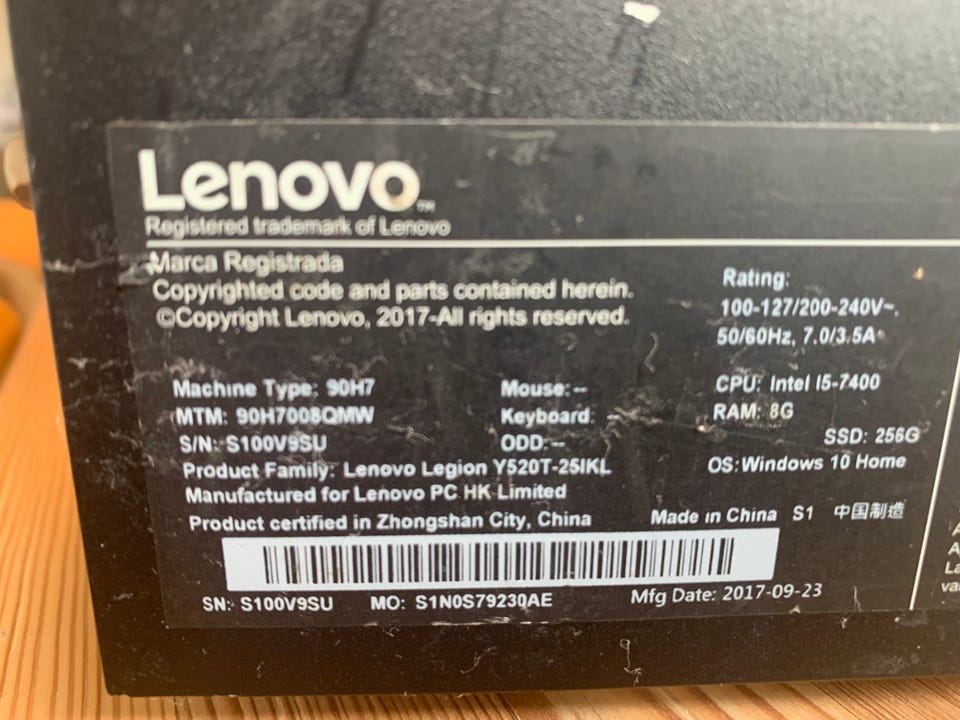 Lenovo™
Registered trademark of Lenovo
Marca Registrada
Copyrighted code and parts contained herein.
©Copyright Lenovo, 2017-All rights reserved.
Rating:
100-127/200-240V~,
50/60Hz, 7.0/3.5A
Machine Type: 90H7
MTM: 90H7008QMW
S/N: S100V9SU
Mouse:--
Keyboard: --
ODD:--
CPU: Intel I5-7400
RAM: 8G
SSD: 256G
OS:Windows 10 Home
Product Family: Lenovo Legion Y520T-25IKL
Manufactured for Lenovo PC HK Limited
Product certified in Zhongshan City, China
Made in China S1 中国制造
SN: S100V9SU MO: S1N0S79230AE Mfg Date: 2017-09-23